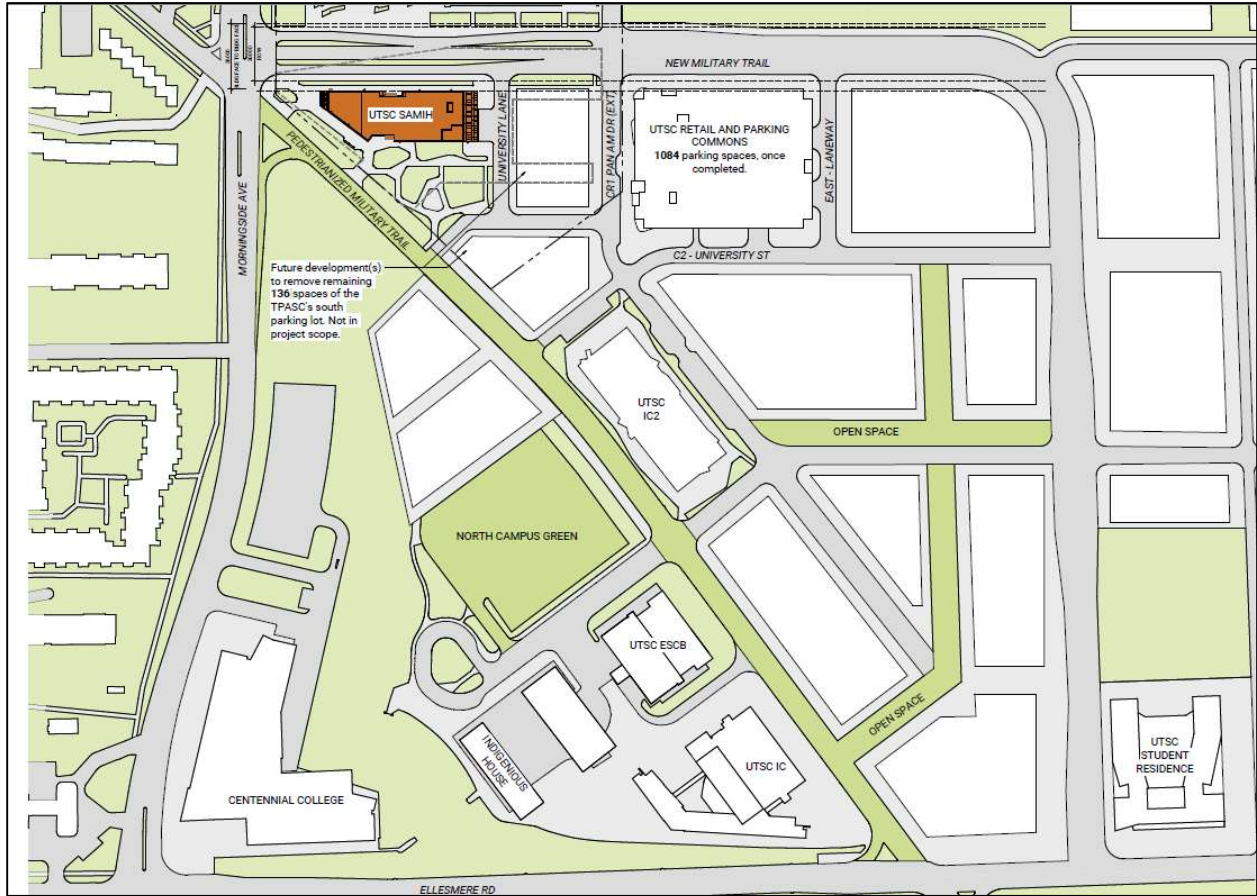 NEW MILITARY TRAIL
UTSC SAMIH
UNIVERSITY LANE
CR1 PAN AM DR (EXT)
UTSC RETAIL AND PARKING
COMMONS
1084 parking spaces, once
completed.
EAST - LANEWAY
PEDESTRIANIZED MILITARY TRAIL
MORNINGSIDE AVE
C2 - UNIVERSITY ST
Future development(s)
to remove remaining
136 spaces of the
TPASC's south
parking lot. Not in
project scope.
UTSC
IC2
OPEN SPACE
NORTH CAMPUS GREEN
UTSC ESCB
OPEN SPACE
INDIGENIOUS
HOUSE
UTSC IC
UTSC
STUDENT
RESIDENCE
CENTENNIAL COLLEGE
ELLESMERE RD